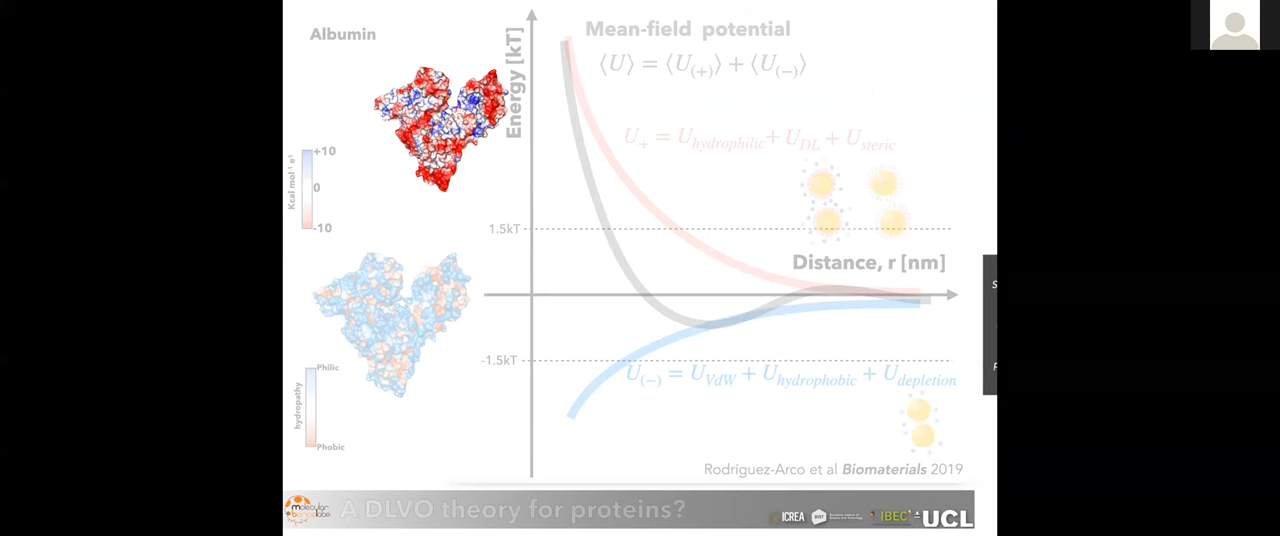 Albumin
Mean-field potential
⟨U⟩ = ⟨U(+)⟩ + ⟨U(−)⟩
Energy [kT]
U+ = Uhydrophilic + UDL + Usteric
Kcal mol⁻¹ e⁻¹
+10
0
-10
1.5kT
Distance, r [nm]
-1.5kT
U(−) = UVdW + Uhydrophobic + Udepletion
hydropathy
Philic
Phobic
Rodríguez-Arco et al Biomaterials 2019
molecular
A DLVO theory for proteins?
ICREA
BIST
IBEC
UCL